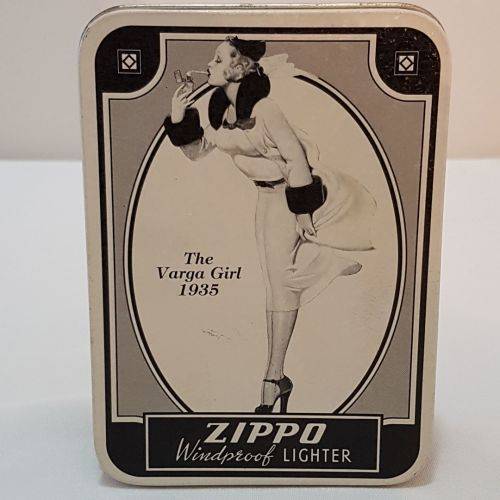 The
Varga Girl
1935
ZIPPO
Windproof LIGHTER